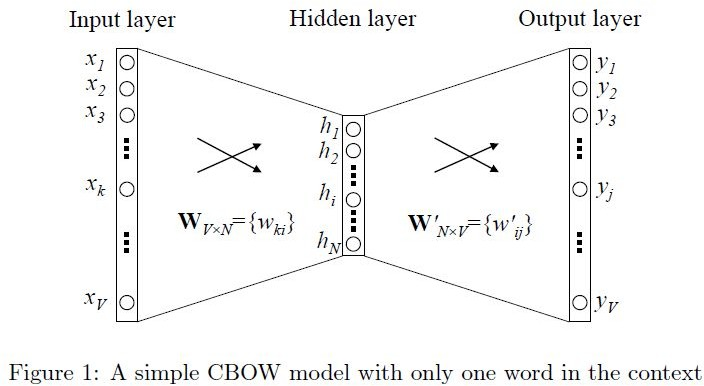 Input layer Hidden layer Output layer
x1 y1
x2 y2
x3 y3
h1
h2
xk hi yj
W V×N={wki} W'N×V={w'ij}
hN
xV yV
Figure 1: A simple CBOW model with only one word in the context